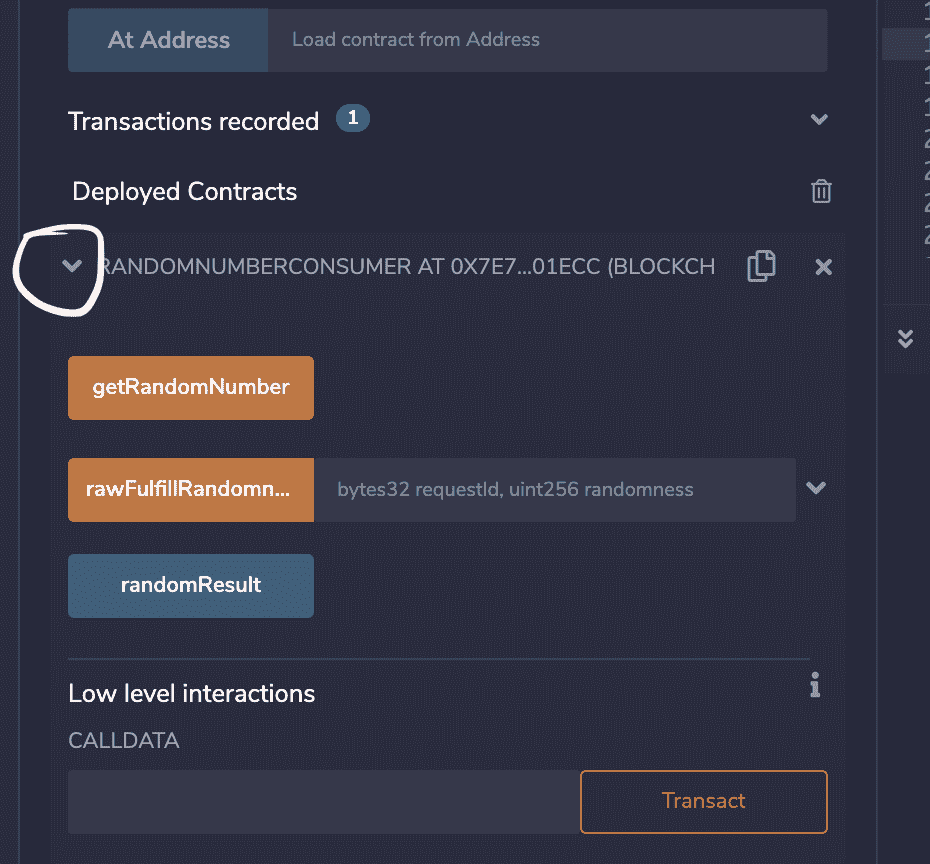 At Address Load contract from Address
Transactions recorded 1
Deployed Contracts
RANDOMNUMBERCONSUMER AT 0X7E7...01ECC (BLOCKCH
getRandomNumber
rawFulfillRandomn... bytes32 requestId, uint256 randomness
randomResult
Low level interactions
CALLDATA
Transact